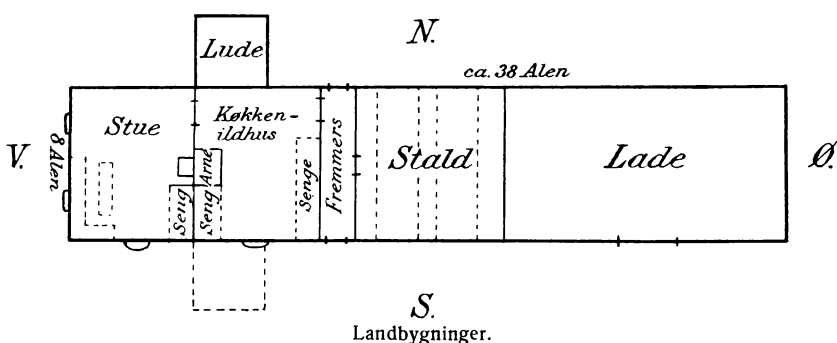 N.
Lude
ca. 38 Alen
Stue
Køkken-
ildhus
V.
8 Alen
Seng
Seng
Arne
Senge
Fremmers
Stald
Lade
Ø.
S.
Landbygninger.